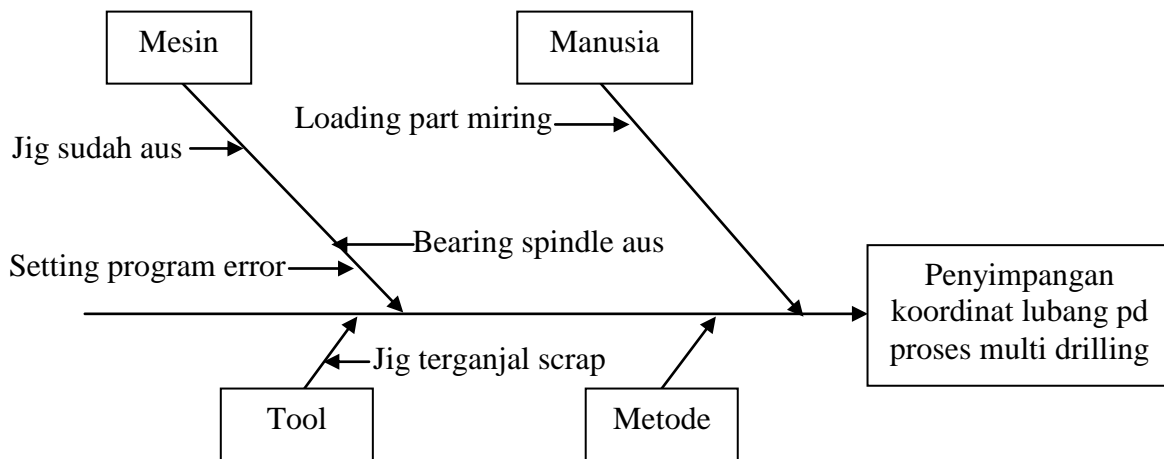 Mesin
Manusia
Loading part miring
Jig sudah aus
Bearing spindle aus
Setting program error
Penyimpangan
koordinat lubang pd
proses multi drilling
Jig terganjal scrap
Tool
Metode